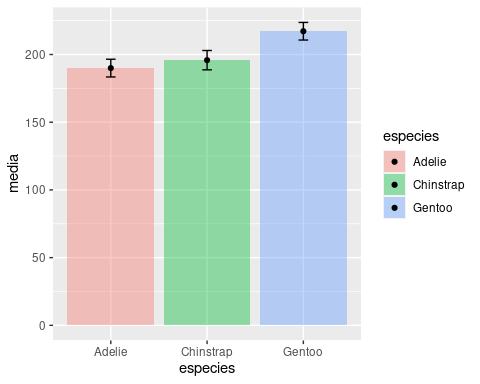 media
200
150
100
50
0
Adelie
Chinstrap
Gentoo
especies
especies
Adelie
Chinstrap
Gentoo